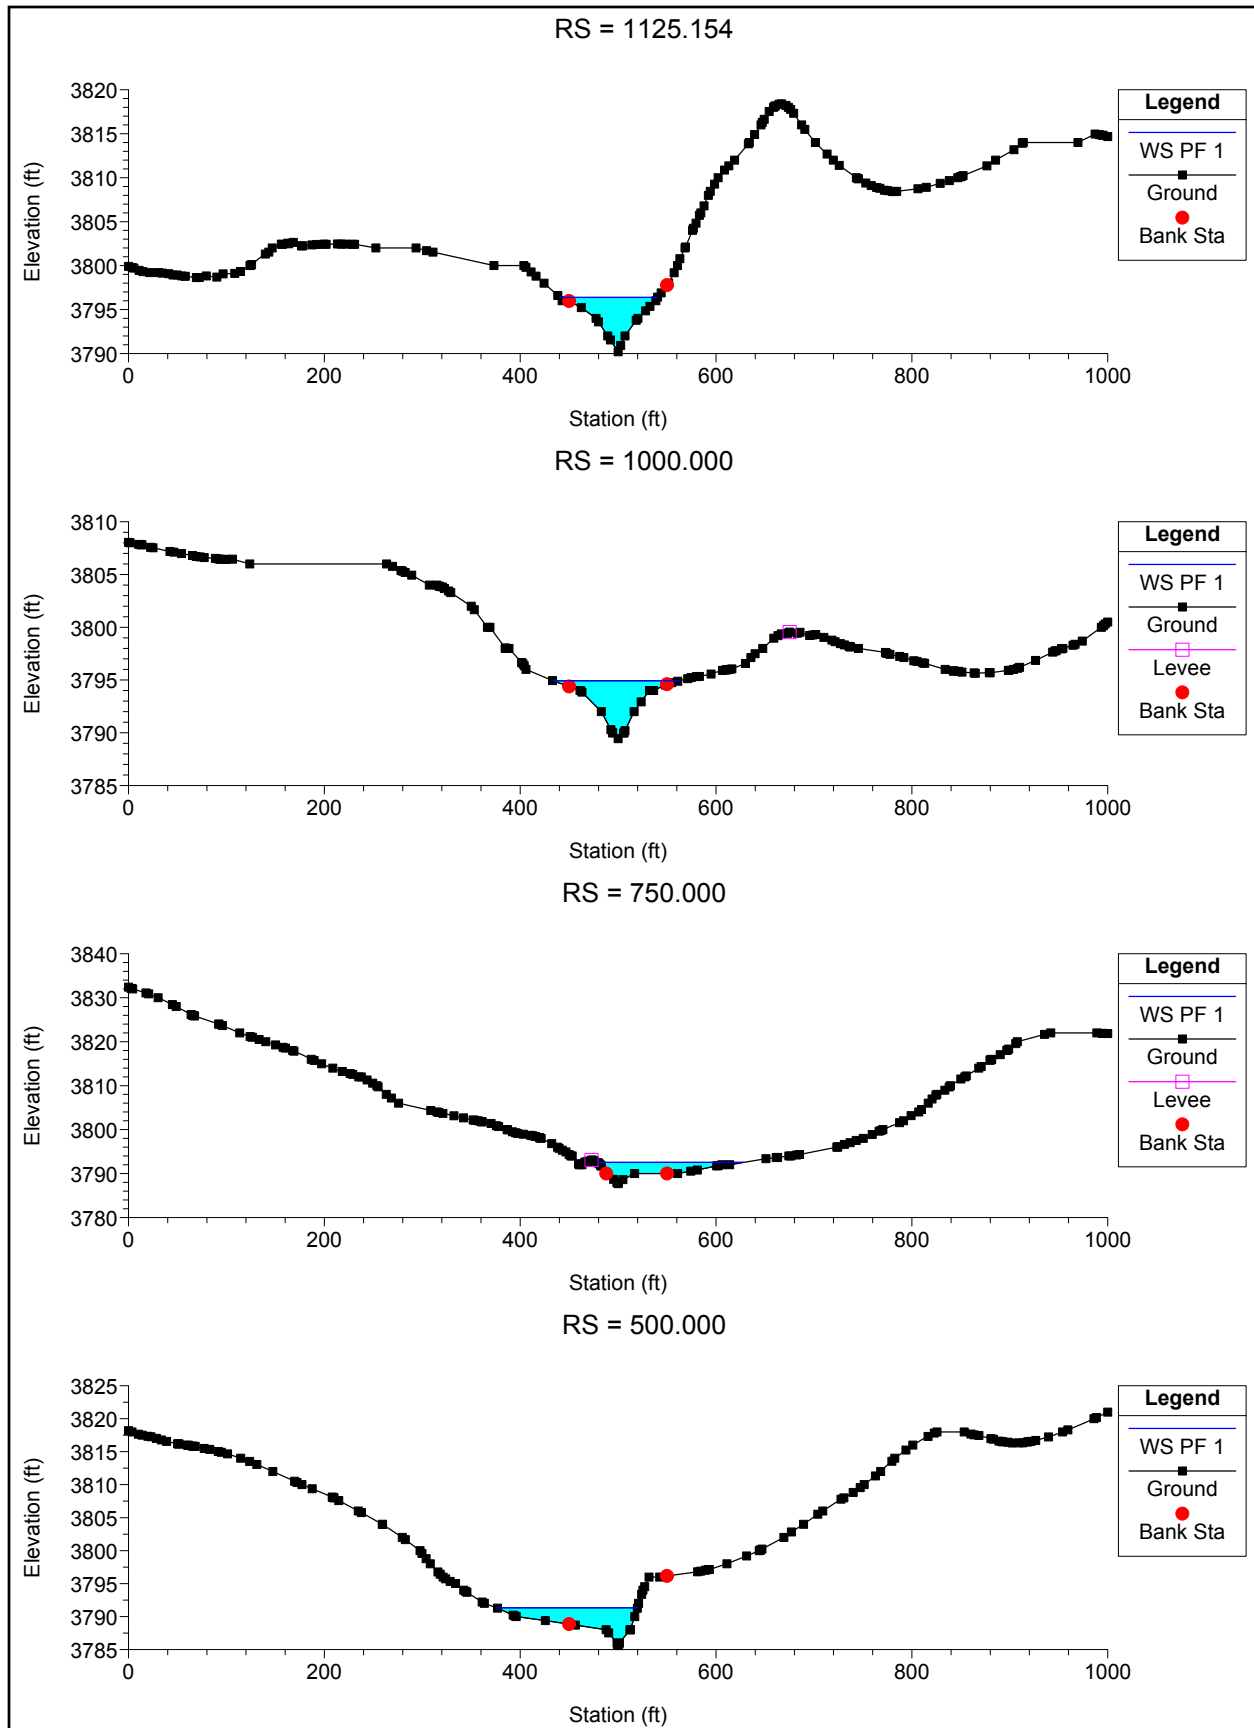 RS = 1125.154
3820
3815
3810
3805
3800
3795
3790
Elevation (ft)
0 200 400 600 800 1000
Station (ft)
Legend
WS PF 1
Ground
Bank Sta
RS = 1000.000
3810
3805
3800
3795
3790
3785
Elevation (ft)
0 200 400 600 800 1000
Station (ft)
Legend
WS PF 1
Ground
Levee
Bank Sta
RS = 750.000
3840
3830
3820
3810
3800
3790
3780
Elevation (ft)
0 200 400 600 800 1000
Station (ft)
Legend
WS PF 1
Ground
Levee
Bank Sta
RS = 500.000
3825
3820
3815
3810
3805
3800
3795
3790
3785
Elevation (ft)
0 200 400 600 800 1000
Station (ft)
Legend
WS PF 1
Ground
Bank Sta